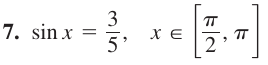 7. sin x = 3/5, x ∈ [π/2, π]